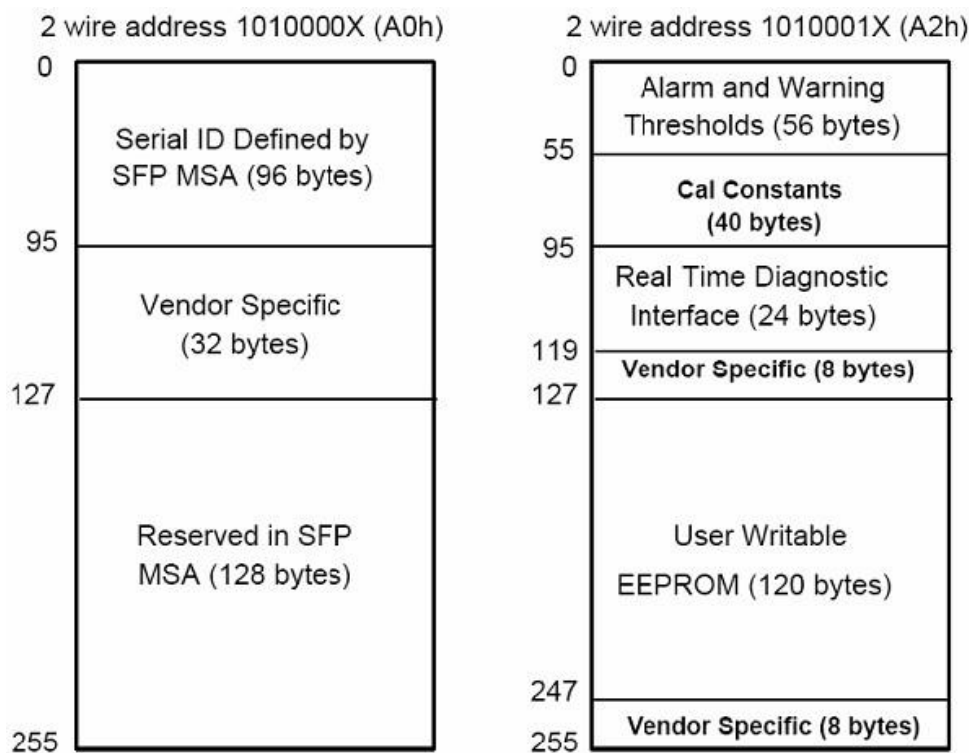 2 wire address 1010000X (A0h)
0
Serial ID Defined by
SFP MSA (96 bytes)
95
Vendor Specific
(32 bytes)
127
Reserved in SFP
MSA (128 bytes)
255
2 wire address 1010001X (A2h)
0
Alarm and Warning
Thresholds (56 bytes)
55
Cal Constants
(40 bytes)
95
Real Time Diagnostic
Interface (24 bytes)
119
Vendor Specific (8 bytes)
127
User Writable
EEPROM (120 bytes)
247
Vendor Specific (8 bytes)
255